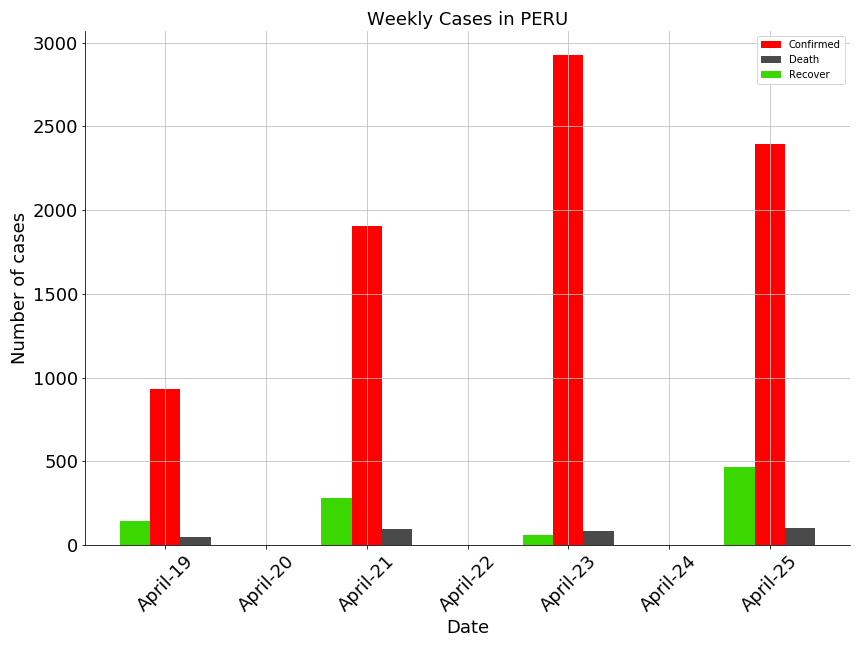 Weekly Cases in PERU
Confirmed
Death
Recover
Number of cases
3000
2500
2000
1500
1000
500
0
April-19
April-20
April-21
April-22
April-23
April-24
April-25
Date